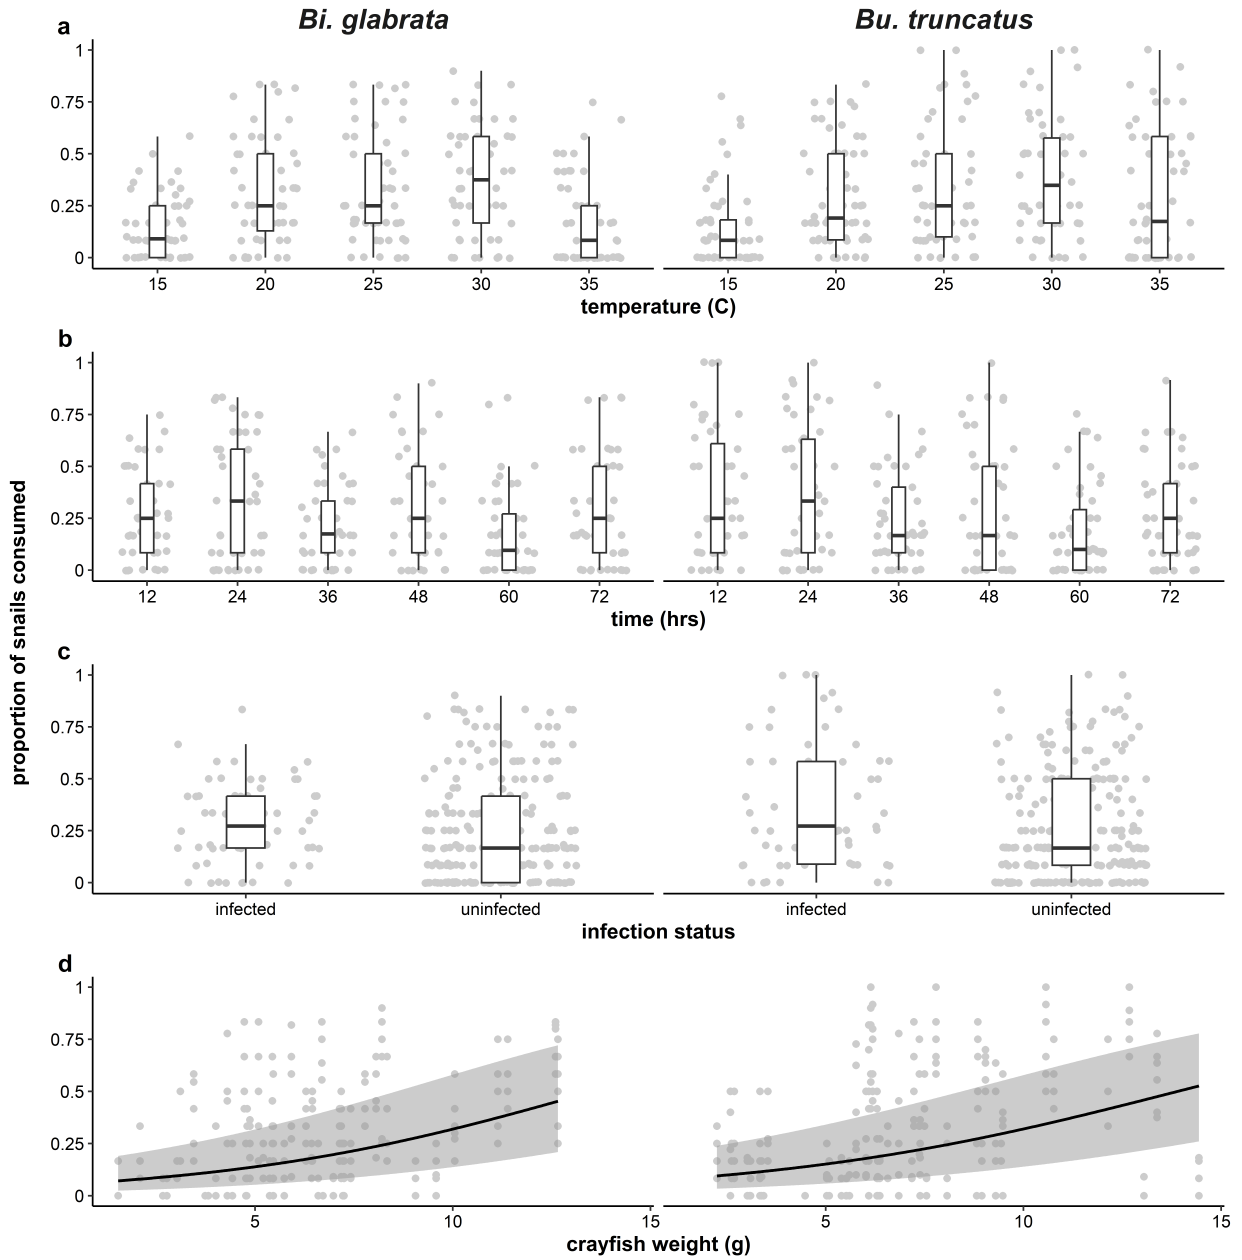 Bi. glabrata
Bu. truncatus
a
1
0.75
0.5
0.25
0
15 20 25 30 35
15 20 25 30 35
temperature (C)
b
1
0.75
0.5
0.25
0
12 24 36 48 60 72
12 24 36 48 60 72
time (hrs)
proportion of snails consumed
c
1
0.75
0.5
0.25
0
infected uninfected
infected uninfected
infection status
d
1
0.75
0.5
0.25
0
5 10 15
5 10 15
crayfish weight (g)